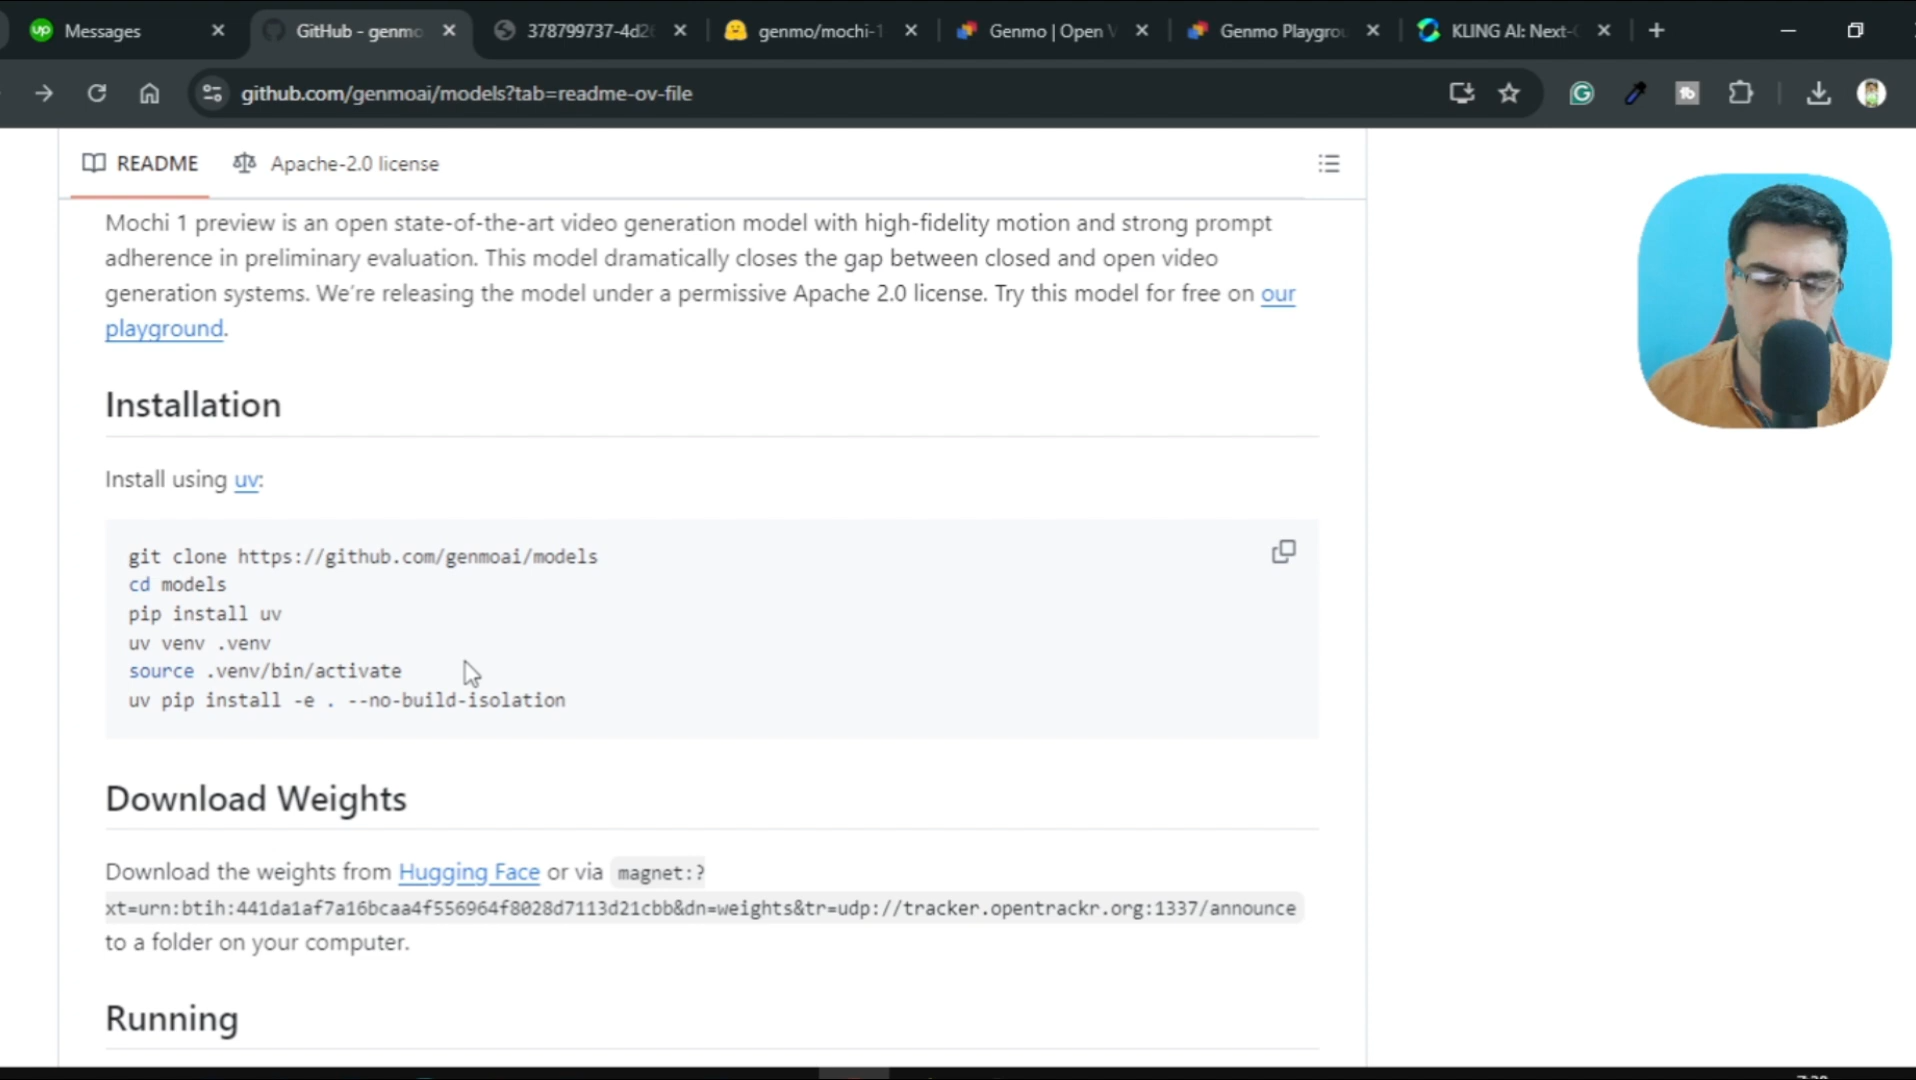 Messages
GitHub - genmo
378799737-4d2
genmo/mochi-1
Genmo | Open V
Genmo Playgrou
KLING AI: Next-
github.com/genmoai/models?tab=readme-ov-file
README
Apache-2.0 license
Mochi 1 preview is an open state-of-the-art video generation model with high-fidelity motion and strong prompt
adherence in preliminary evaluation. This model dramatically closes the gap between closed and open video
generation systems. We're releasing the model under a permissive Apache 2.0 license. Try this model for free on our
playground.
Installation
Install using uv:
git clone https://github.com/genmoai/models
cd models
pip install uv
uv venv .venv
source .venv/bin/activate
uv pip install -e . --no-build-isolation
Download Weights
Download the weights from Hugging Face or via magnet:?
xt=urn:btih:441da1af7a16bcaa4f556964f8028d7113d21cbb&dn=weights&tr=udp://tracker.opentrackr.org:1337/announce
to a folder on your computer.
Running